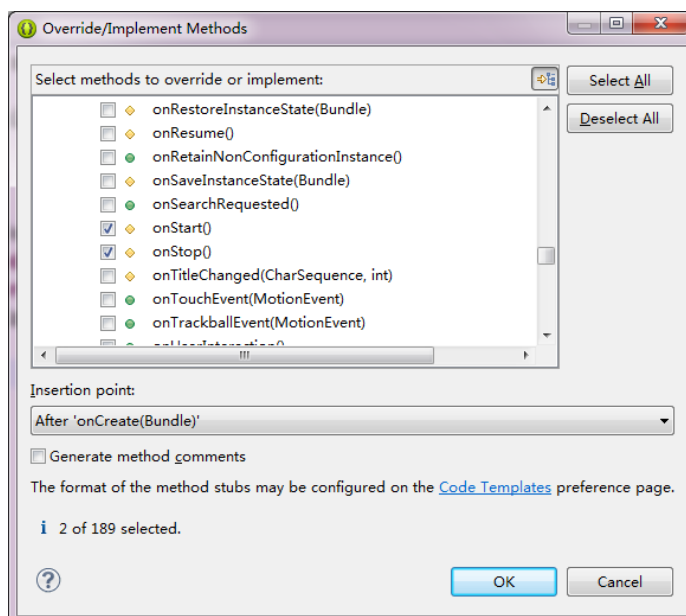 Override/Implement Methods
Select methods to override or implement:
Select All
Deselect All
onRestoreInstanceState(Bundle)
onResume()
onRetainNonConfigurationInstance()
onSaveInstanceState(Bundle)
onSearchRequested()
onStart()
onStop()
onTitleChanged(CharSequence, int)
onTouchEvent(MotionEvent)
onTrackballEvent(MotionEvent)
onUserInteraction()
Insertion point:
After 'onCreate(Bundle)'
Generate method comments
The format of the method stubs may be configured on the Code Templates preference page.
2 of 189 selected.
OK
Cancel